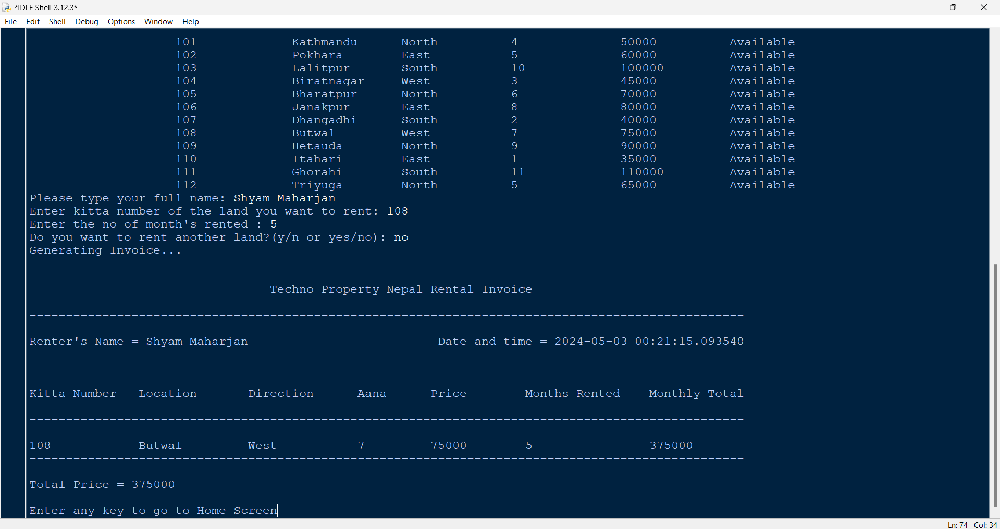 *IDLE Shell 3.12.3*
File Edit Shell Debug Options Window Help
101 Kathmandu North 4 50000 Available
102 Pokhara East 5 60000 Available
103 Lalitpur South 10 100000 Available
104 Biratnagar West 3 45000 Available
105 Bharatpur North 6 70000 Available
106 Janakpur East 8 80000 Available
107 Dhangadhi South 2 40000 Available
108 Butwal West 7 75000 Available
109 Hetauda North 9 90000 Available
110 Itahari East 1 35000 Available
111 Ghorahi South 11 110000 Available
112 Triyuga North 5 65000 Available
Please type your full name: Shyam Maharjan
Enter kitta number of the land you want to rent: 108
Enter the no of month's rented : 5
Do you want to rent another land?(y/n or yes/no): no
Generating Invoice...
--------------------------------------------------------------------------------------------------
Techno Property Nepal Rental Invoice
--------------------------------------------------------------------------------------------------
Renter's Name = Shyam Maharjan Date and time = 2024-05-03 00:21:15.093548
Kitta Number Location Direction Aana Price Months Rented Monthly Total
--------------------------------------------------------------------------------------------------
108 Butwal West 7 75000 5 375000
--------------------------------------------------------------------------------------------------
Total Price = 375000
Enter any key to go to Home Screen
Ln: 74 Col: 34